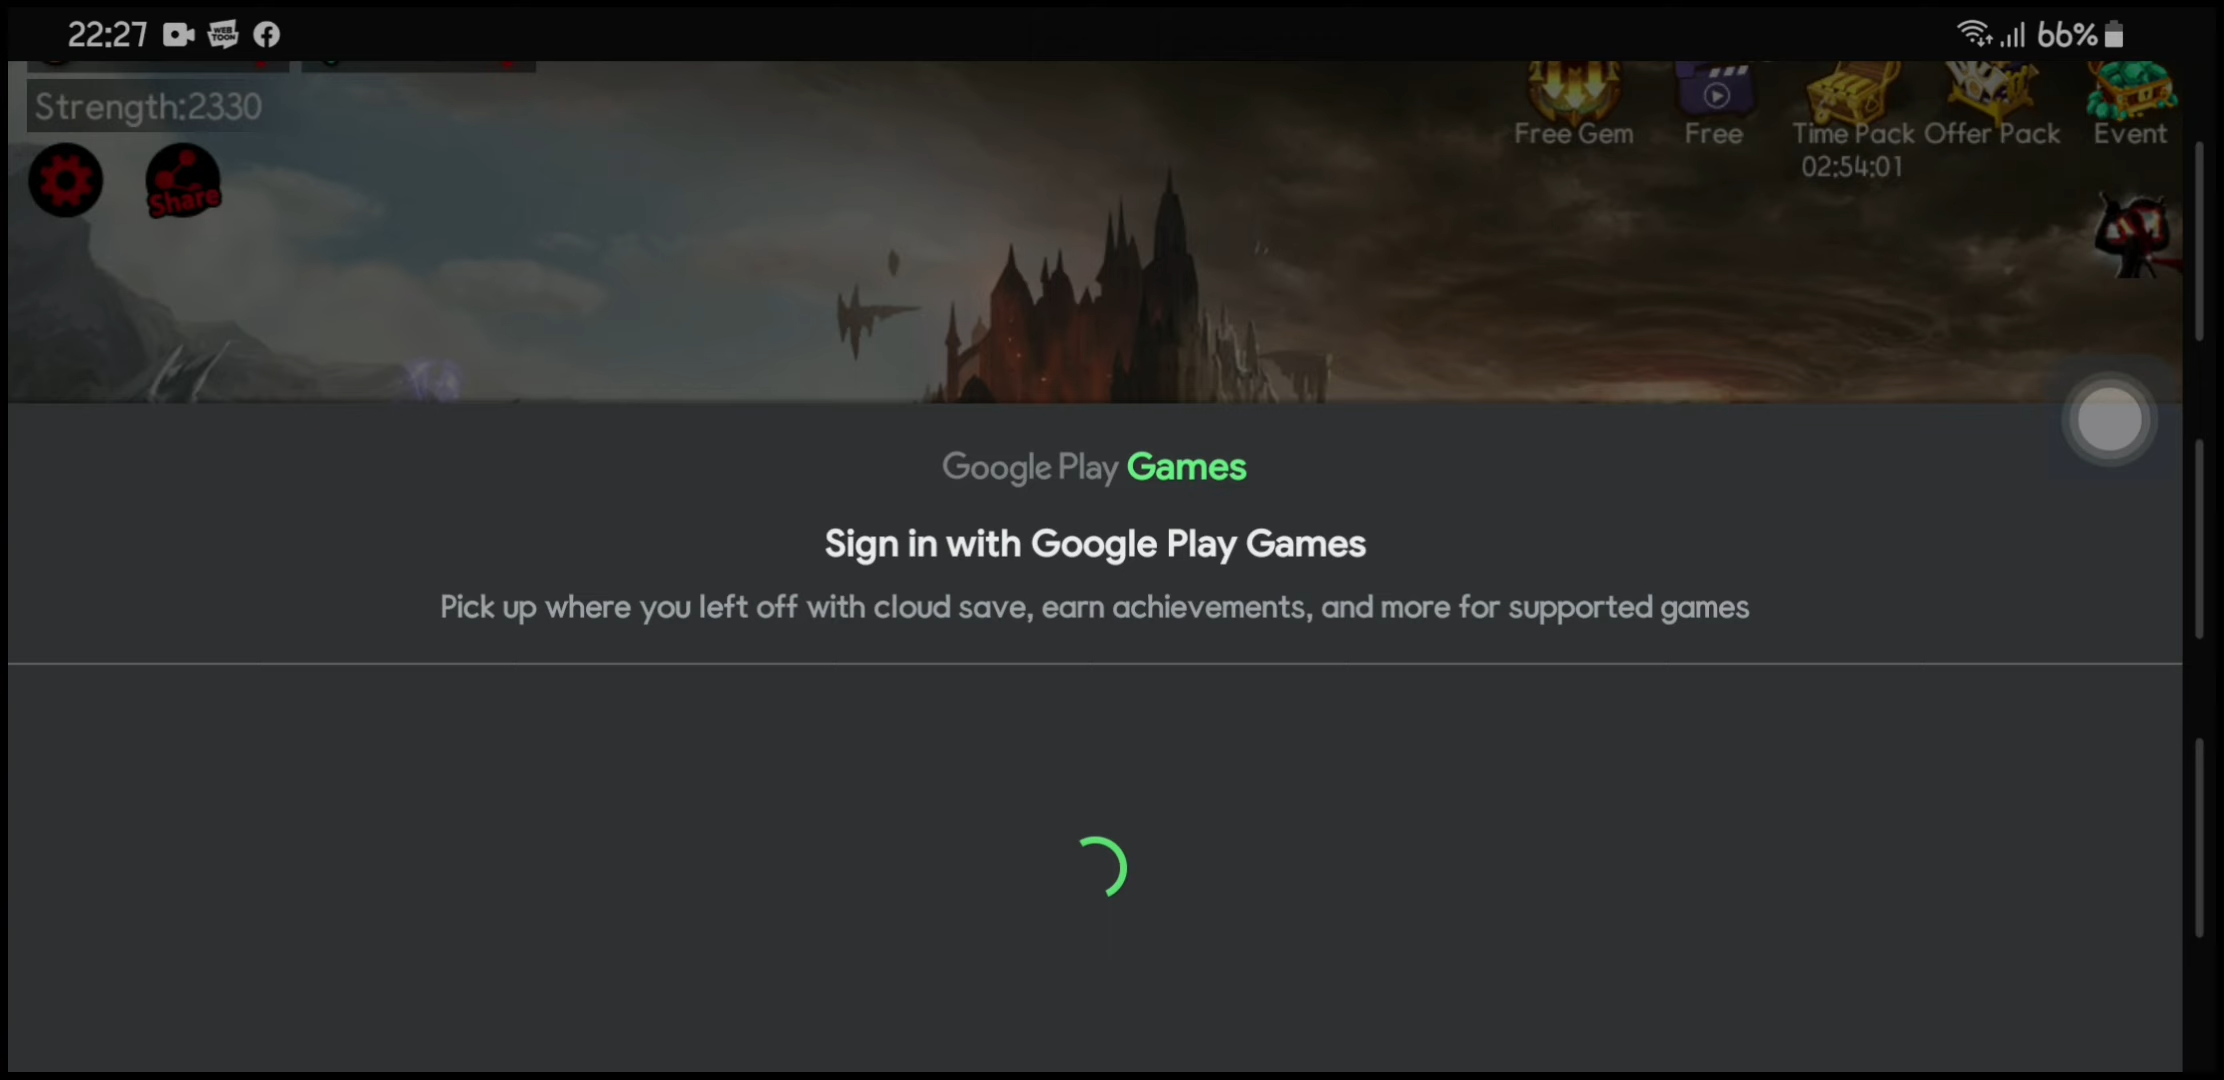 22:27 WEB TOON 66%
Strength:2330
Free Gem Free Time Pack Offer Pack Event
02:54:01
Share
Google Play Games
Sign in with Google Play Games
Pick up where you left off with cloud save, earn achievements, and more for supported games